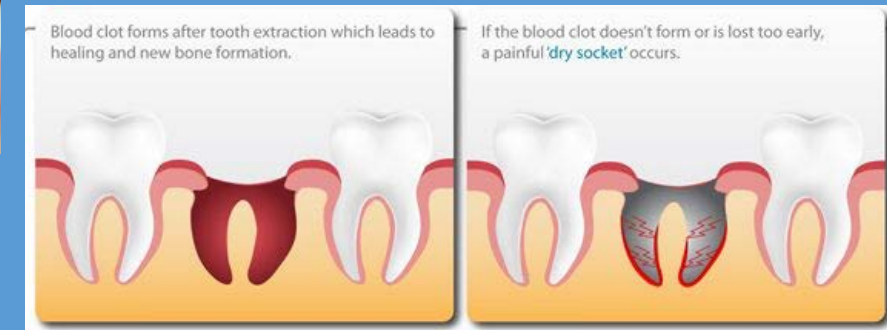 Blood clot forms after tooth extraction which leads to
healing and new bone formation.
If the blood clot doesn't form or is lost too early,
a painful 'dry socket' occurs.